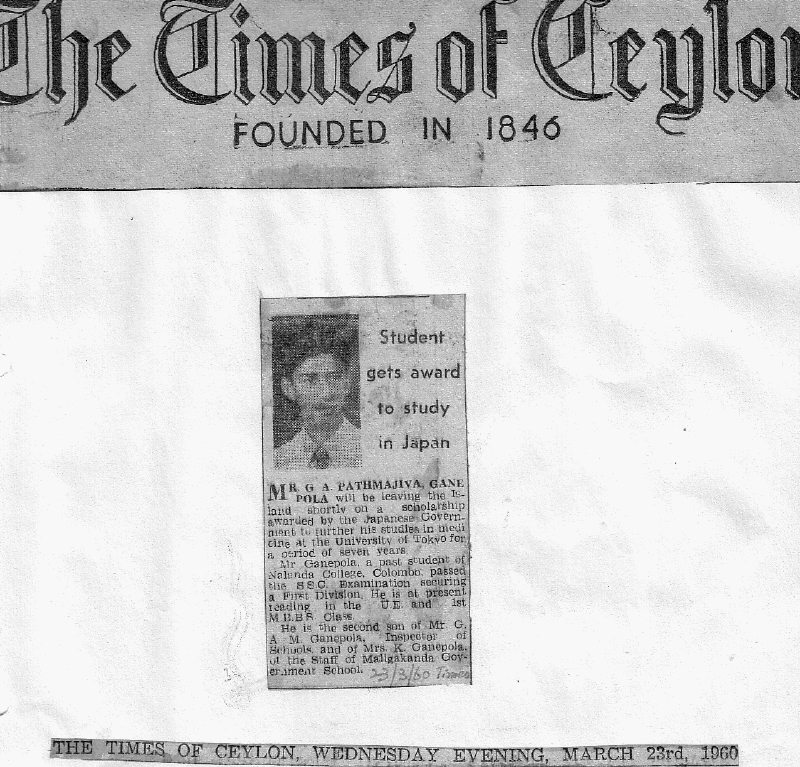 The Times of Ceylon
FOUNDED IN 1846
Student
gets award
to study
in Japan
MR G A. PATHMAJIVA, GANE
POLA will be leaving the Is-
land shortly on a scholarship
awarded by the Japanese Govern-
ment to further his studies in medi
cine at the University of Tokyo for
a period of seven years.
Mr Ganepola, a past student of
Nalanda College, Colombo, passed
the S.S.C. Examination securing
a First Division. He is at present
reading in the U.E. and 1st
M.B.B.S. Class.
He is the second son of Mr. G.
A M. Ganepola, Inspector of
Schools, and of Mrs. K. Ganepola,
of the Staff of Maligakanda Gov-
ernment School. 23/3/60 Times
THE TIMES OF CEYLON, WEDNESDAY EVENING, MARCH 23rd, 1960